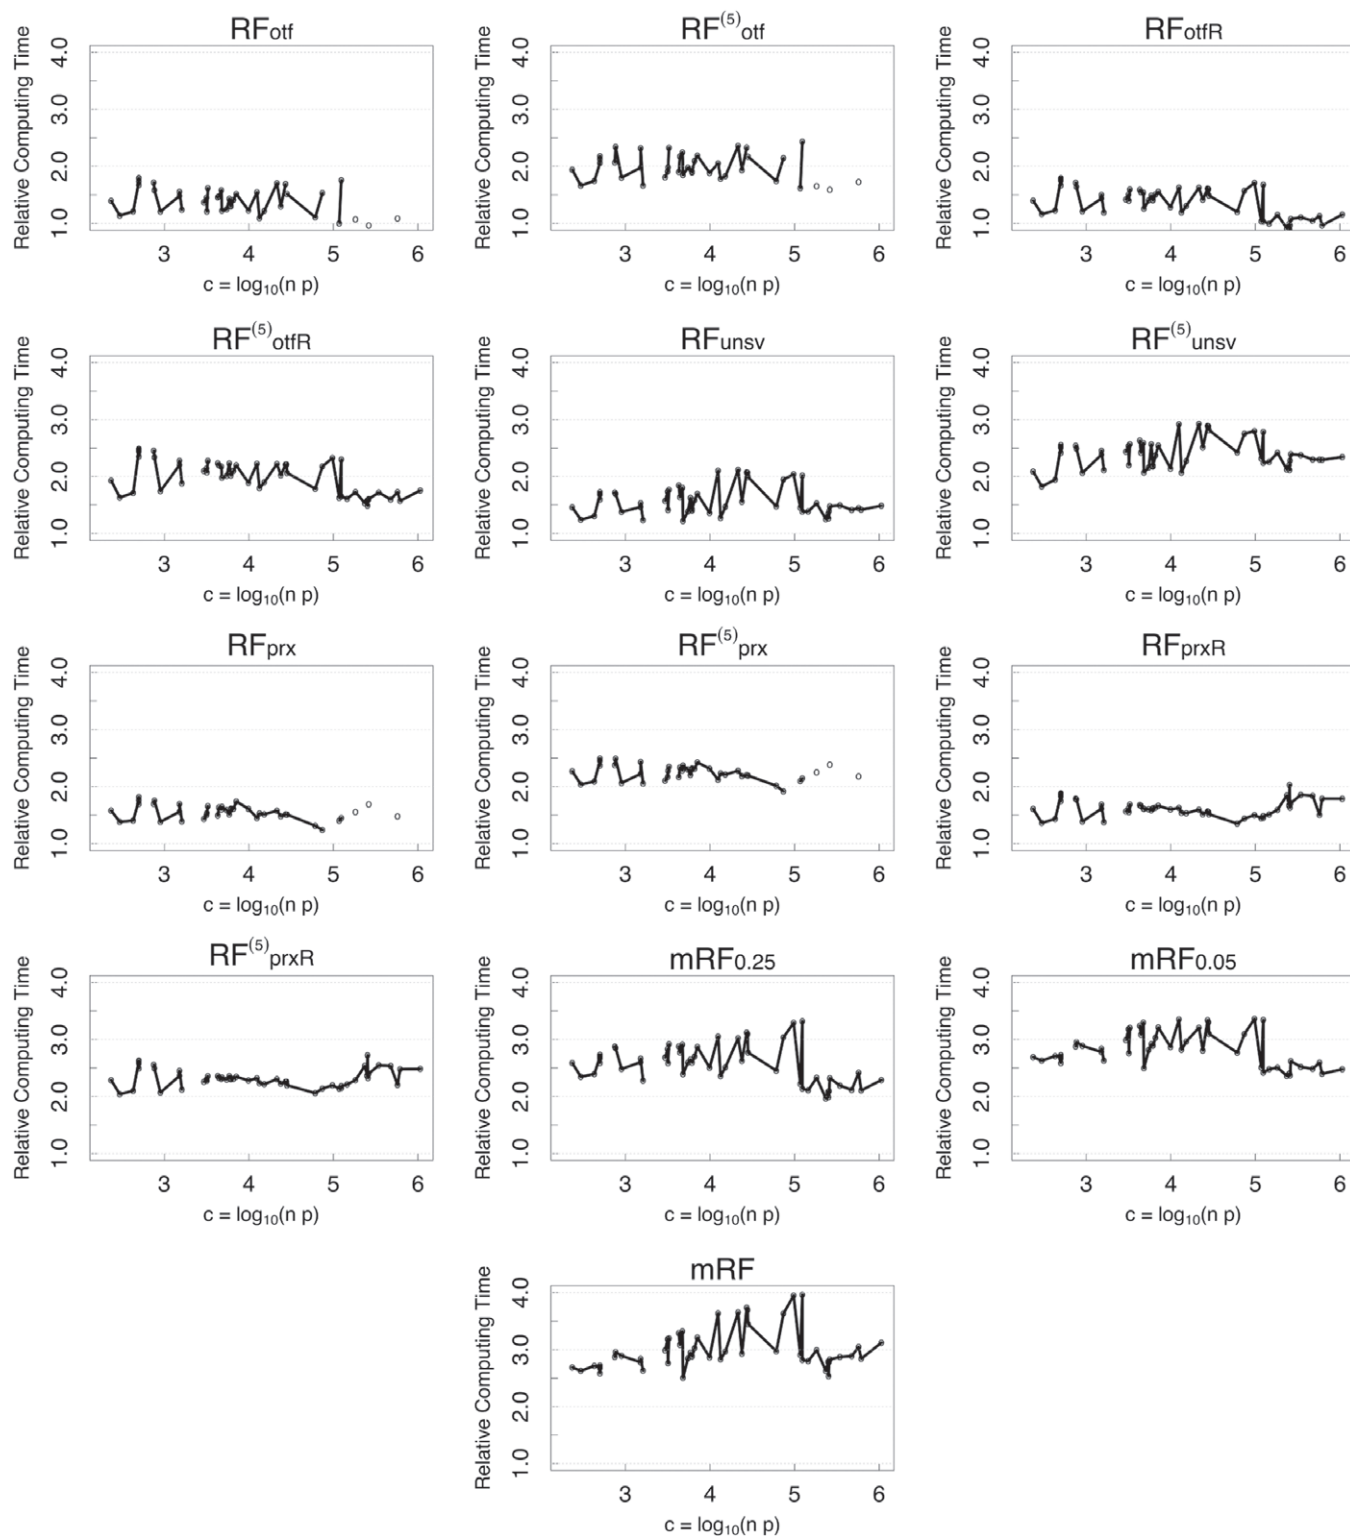 RFotf
Relative Computing Time
4.0
3.0
2.0
1.0
3 4 5 6
c = log10(n p)
RF(5)otf
Relative Computing Time
4.0
3.0
2.0
1.0
3 4 5 6
c = log10(n p)
RFotfR
Relative Computing Time
4.0
3.0
2.0
1.0
3 4 5 6
c = log10(n p)
RF(5)otfR
Relative Computing Time
4.0
3.0
2.0
1.0
3 4 5 6
c = log10(n p)
RFunsv
Relative Computing Time
4.0
3.0
2.0
1.0
3 4 5 6
c = log10(n p)
RF(5)unsv
Relative Computing Time
4.0
3.0
2.0
1.0
3 4 5 6
c = log10(n p)
RFprx
Relative Computing Time
4.0
3.0
2.0
1.0
3 4 5 6
c = log10(n p)
RF(5)prx
Relative Computing Time
4.0
3.0
2.0
1.0
3 4 5 6
c = log10(n p)
RFprxR
Relative Computing Time
4.0
3.0
2.0
1.0
3 4 5 6
c = log10(n p)
RF(5)prxR
Relative Computing Time
4.0
3.0
2.0
1.0
3 4 5 6
c = log10(n p)
mRF0.25
Relative Computing Time
4.0
3.0
2.0
1.0
3 4 5 6
c = log10(n p)
mRF0.05
Relative Computing Time
4.0
3.0
2.0
1.0
3 4 5 6
c = log10(n p)
mRF
Relative Computing Time
4.0
3.0
2.0
1.0
3 4 5 6
c = log10(n p)